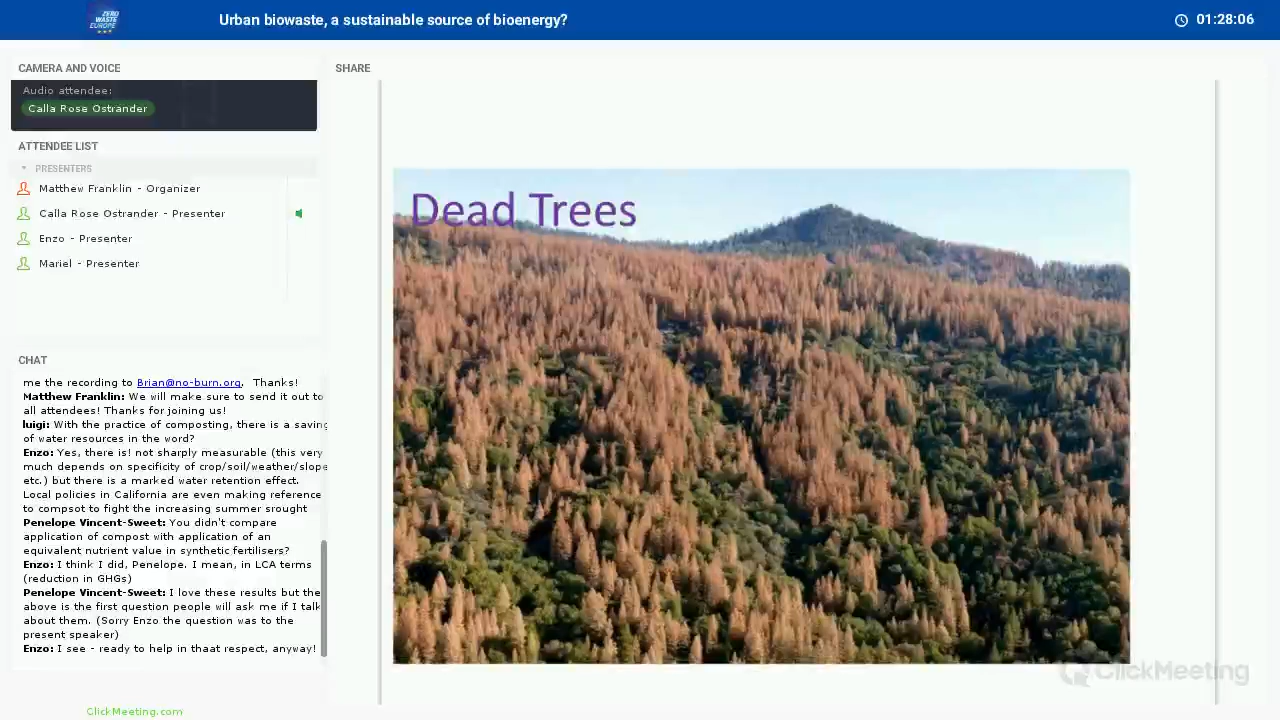 ZERO WASTE EUROPE
Urban biowaste, a sustainable source of bioenergy?
01:28:06
CAMERA AND VOICE
Audio attendee:
Calla Rose Ostrander
ATTENDEE LIST
PRESENTERS
Matthew Franklin - Organizer
Calla Rose Ostrander - Presenter
Enzo - Presenter
Mariel - Presenter
CHAT
me the recording to Brian@no-burn.org. Thanks!
Matthew Franklin: We will make sure to send it out to
all attendees! Thanks for joining us!
luigi: With the practice of composting, there is a saving
of water resources in the word?
Enzo: Yes, there is! not sharply measurable (this very
much depends on specificity of crop/soil/weather/slope
etc.) but there is a marked water retention effect.
Local policies in California are even making reference
to compsot to fight the increasing summer srought
Penelope Vincent-Sweet: You didn't compare
application of compost with application of an
equivalent nutrient value in synthetic fertilisers?
Enzo: I think I did, Penelope. I mean, in LCA terms
(reduction in GHGs)
Penelope Vincent-Sweet: I love these results but the
above is the first question people will ask me if I talk
about them. (Sorry Enzo the question was to the
present speaker)
Enzo: I see - ready to help in thaat respect, anyway!
ClickMeeting.com
SHARE
Dead Trees
ClickMeeting